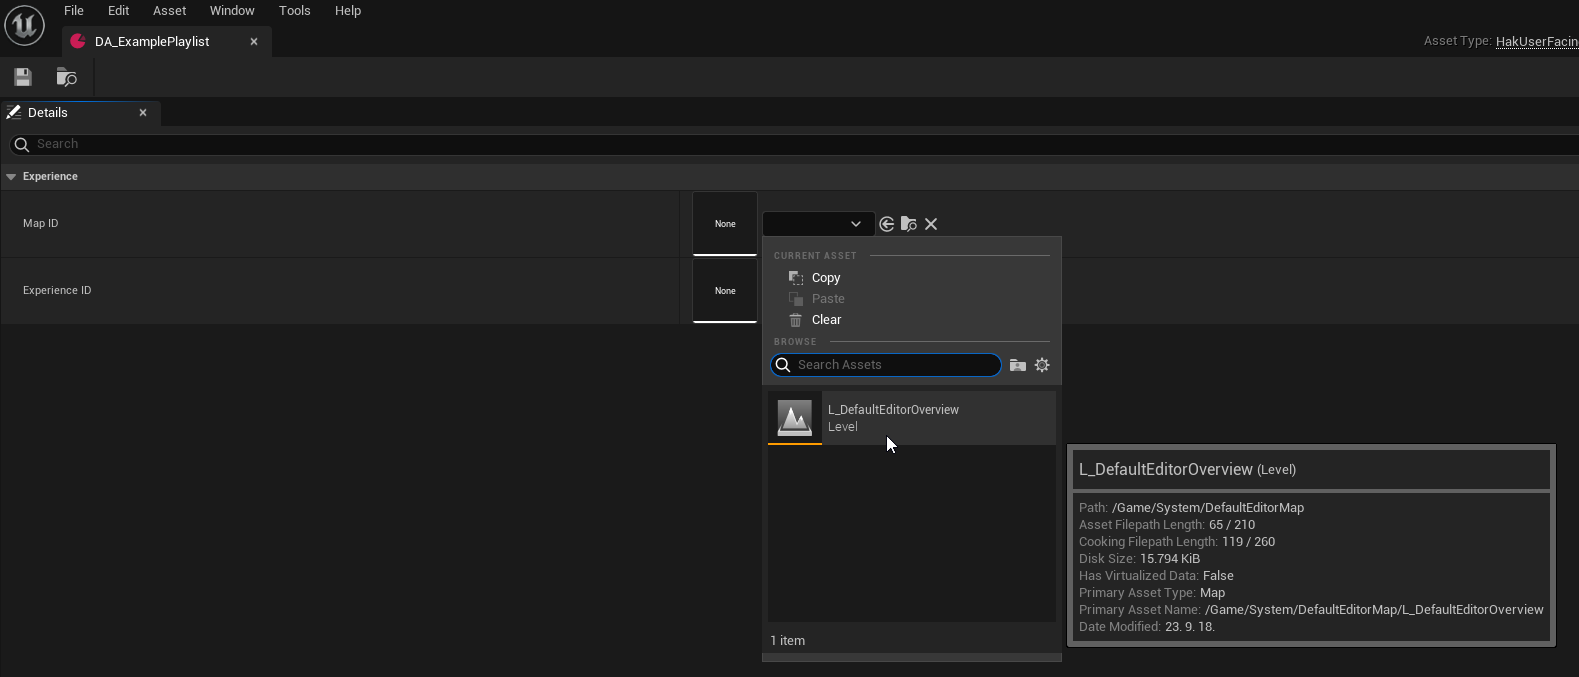 File Edit Asset Window Tools Help
DA_ExamplePlaylist
Asset Type: HakUserFacin
Details
Search
Experience
Map ID
None
Experience ID
None
CURRENT ASSET
Copy
Paste
Clear
BROWSE
Search Assets
L_DefaultEditorOverview
Level
1 item
L_DefaultEditorOverview (Level)
Path: /Game/System/DefaultEditorMap
Asset Filepath Length: 65 / 210
Cooking Filepath Length: 119 / 260
Disk Size: 15.794 KiB
Has Virtualized Data: False
Primary Asset Type: Map
Primary Asset Name: /Game/System/DefaultEditorMap/L_DefaultEditorOverview
Date Modified: 23. 9. 18.